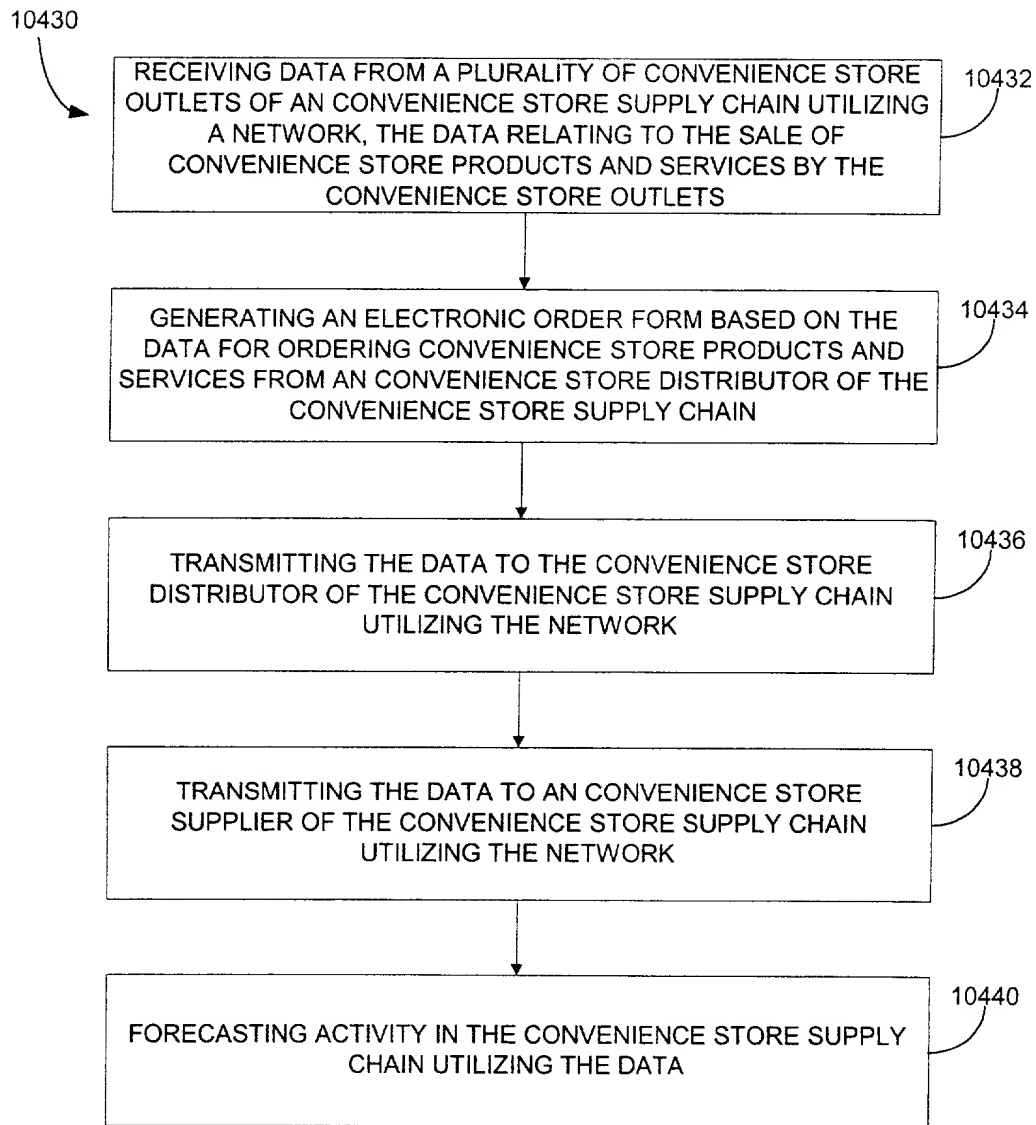 10430
RECEIVING DATA FROM A PLURALITY OF CONVENIENCE STORE
OUTLETS OF AN CONVENIENCE STORE SUPPLY CHAIN UTILIZING
A NETWORK, THE DATA RELATING TO THE SALE OF
CONVENIENCE STORE PRODUCTS AND SERVICES BY THE
CONVENIENCE STORE OUTLETS
10432
GENERATING AN ELECTRONIC ORDER FORM BASED ON THE
DATA FOR ORDERING CONVENIENCE STORE PRODUCTS AND
SERVICES FROM AN CONVENIENCE STORE DISTRIBUTOR OF THE
CONVENIENCE STORE SUPPLY CHAIN
10434
TRANSMITTING THE DATA TO THE CONVENIENCE STORE
DISTRIBUTOR OF THE CONVENIENCE STORE SUPPLY CHAIN
UTILIZING THE NETWORK
10436
TRANSMITTING THE DATA TO AN CONVENIENCE STORE
SUPPLIER OF THE CONVENIENCE STORE SUPPLY CHAIN
UTILIZING THE NETWORK
10438
FORECASTING ACTIVITY IN THE CONVENIENCE STORE SUPPLY
CHAIN UTILIZING THE DATA
10440